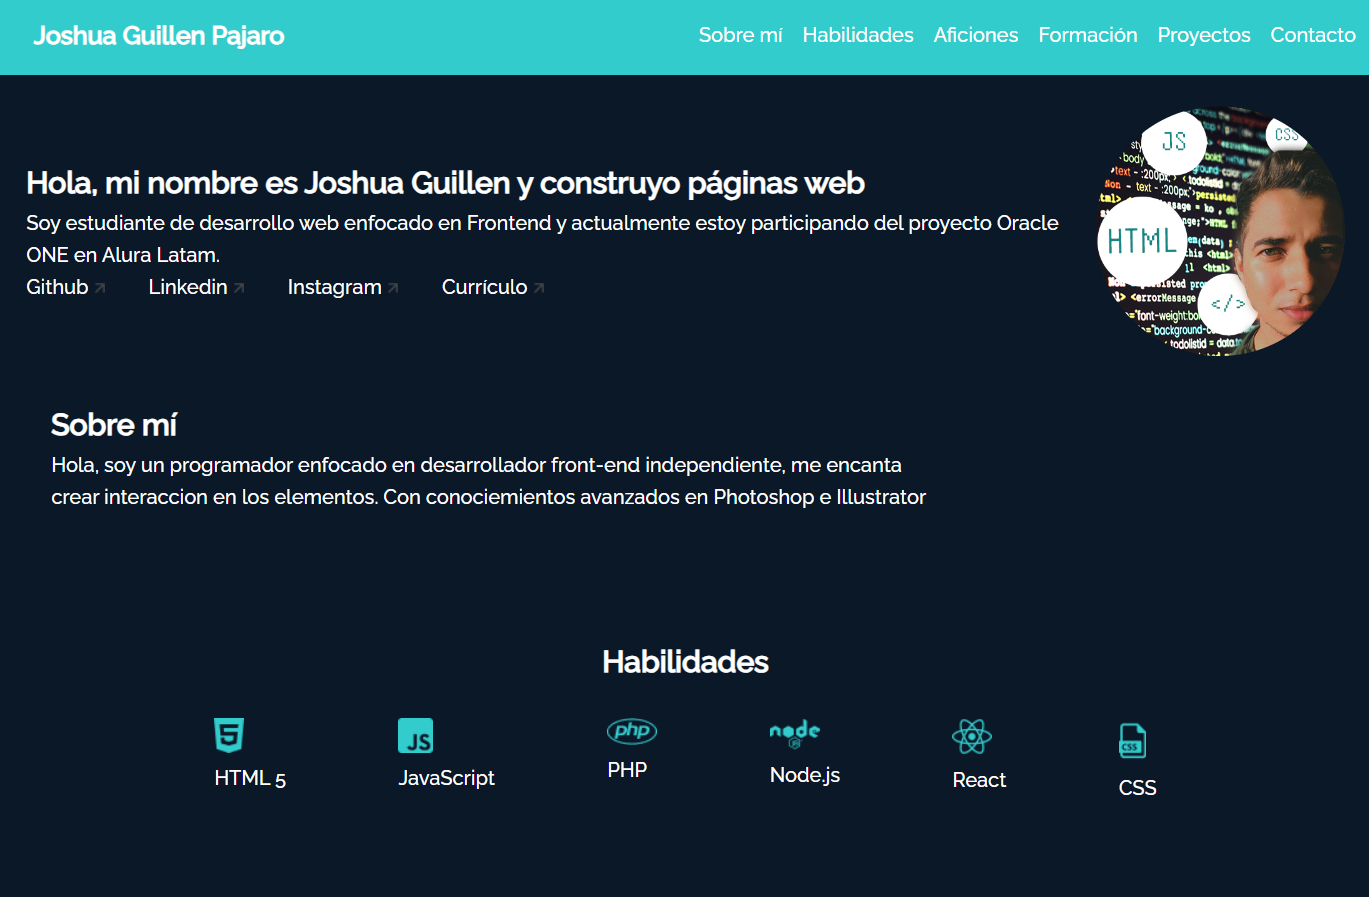 Joshua Guillen Pajaro
Sobre mí Habilidades Aficiones Formación Proyectos Contacto
Hola, mi nombre es Joshua Guillen y construyo páginas web
Soy estudiante de desarrollo web enfocado en Frontend y actualmente estoy participando del proyecto Oracle
ONE en Alura Latam.
Github Linkedin Instagram Currículo
JS
CSS
HTML
</>
Sobre mí
Hola, soy un programador enfocado en desarrollador front-end independiente, me encanta
crear interaccion en los elementos. Con conociemientos avanzados en Photoshop e Illustrator
Habilidades
5 JS php node JS CSS
HTML 5 JavaScript PHP Node.js React CSS